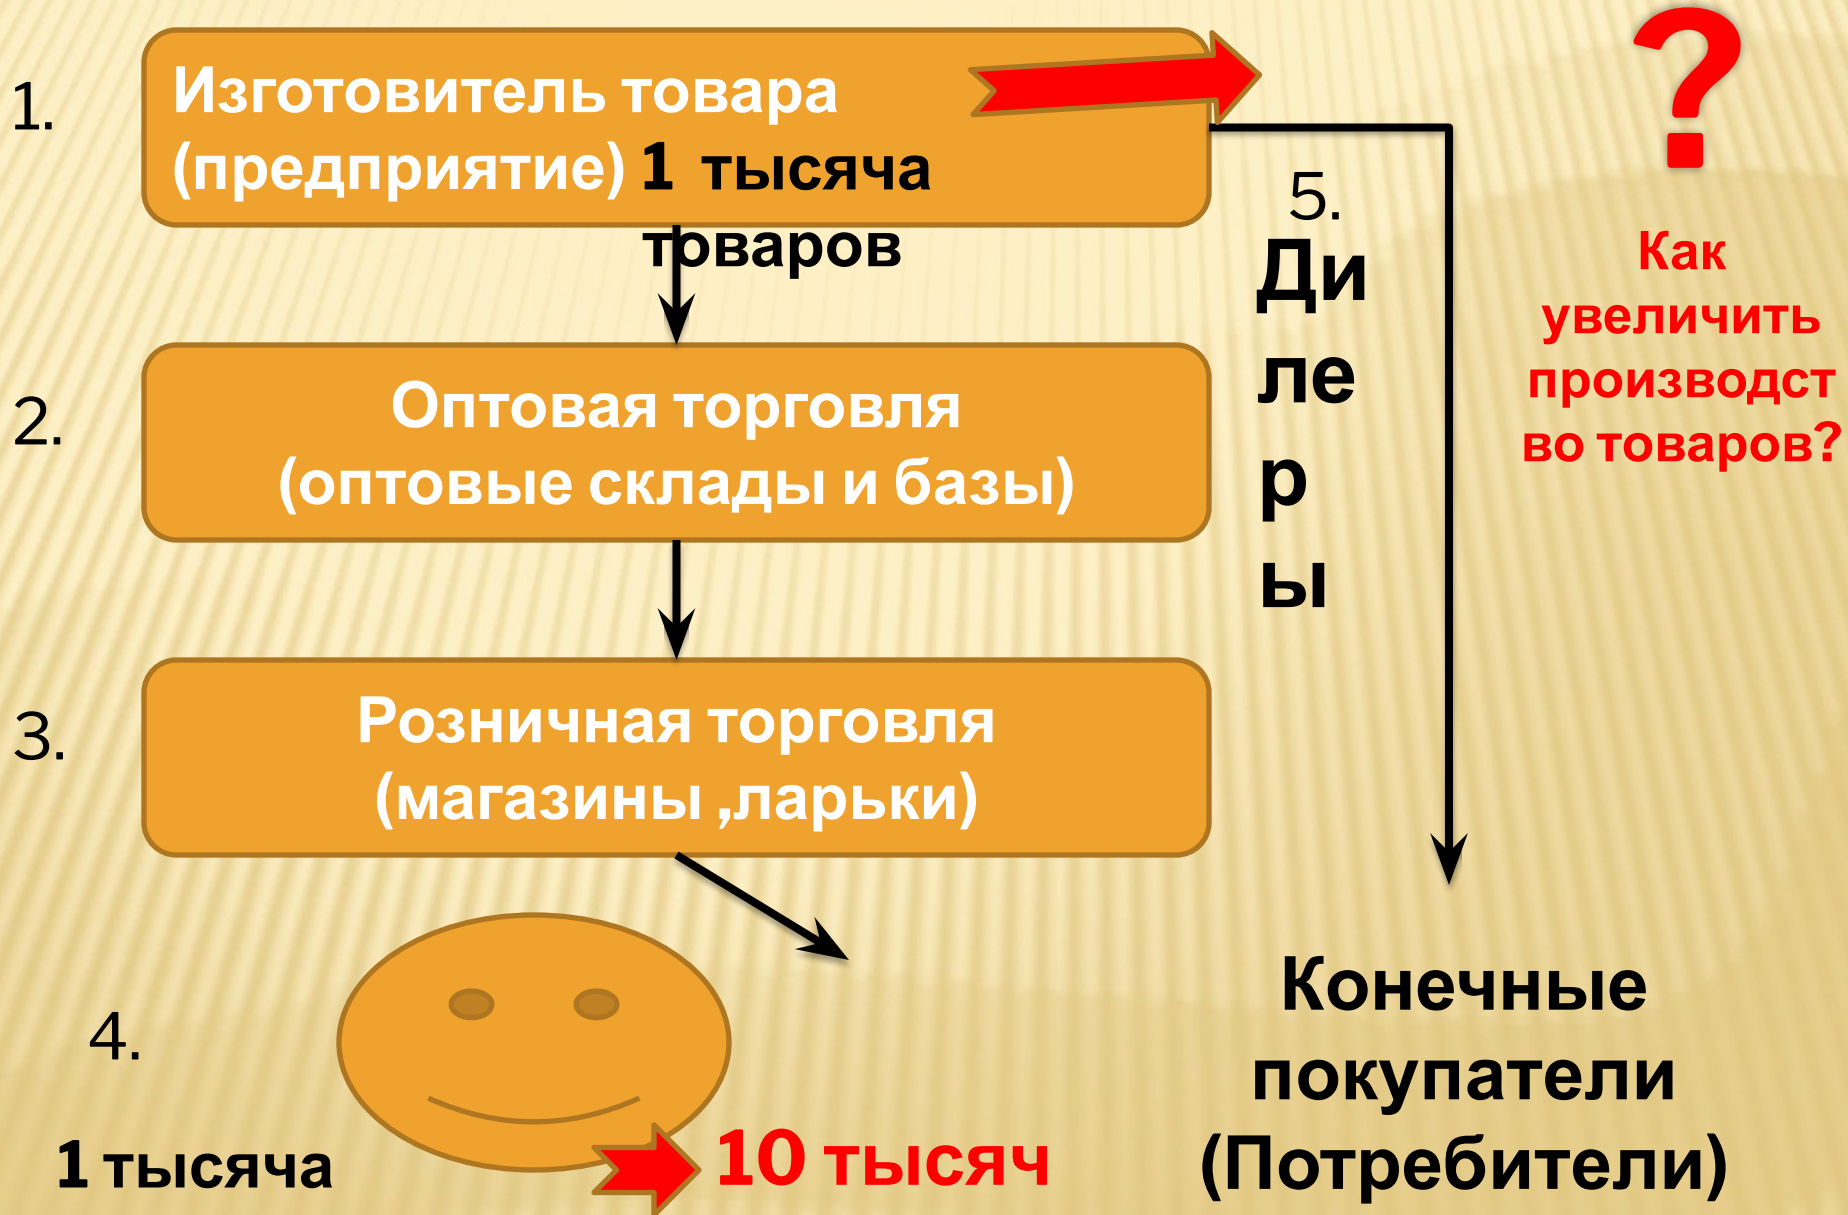 1.
Изготовитель товара
(предприятие) 1 тысяча
товаров
2.
Оптовая торговля
(оптовые склады и базы)
3.
Розничная торговля
(магазины ,ларьки)
4.
1 тысяча
10 тысяч
5.
Ди
ле
р
ы
?
Как
увеличить
производст
во товаров?
Конечные
покупатели
(Потребители)